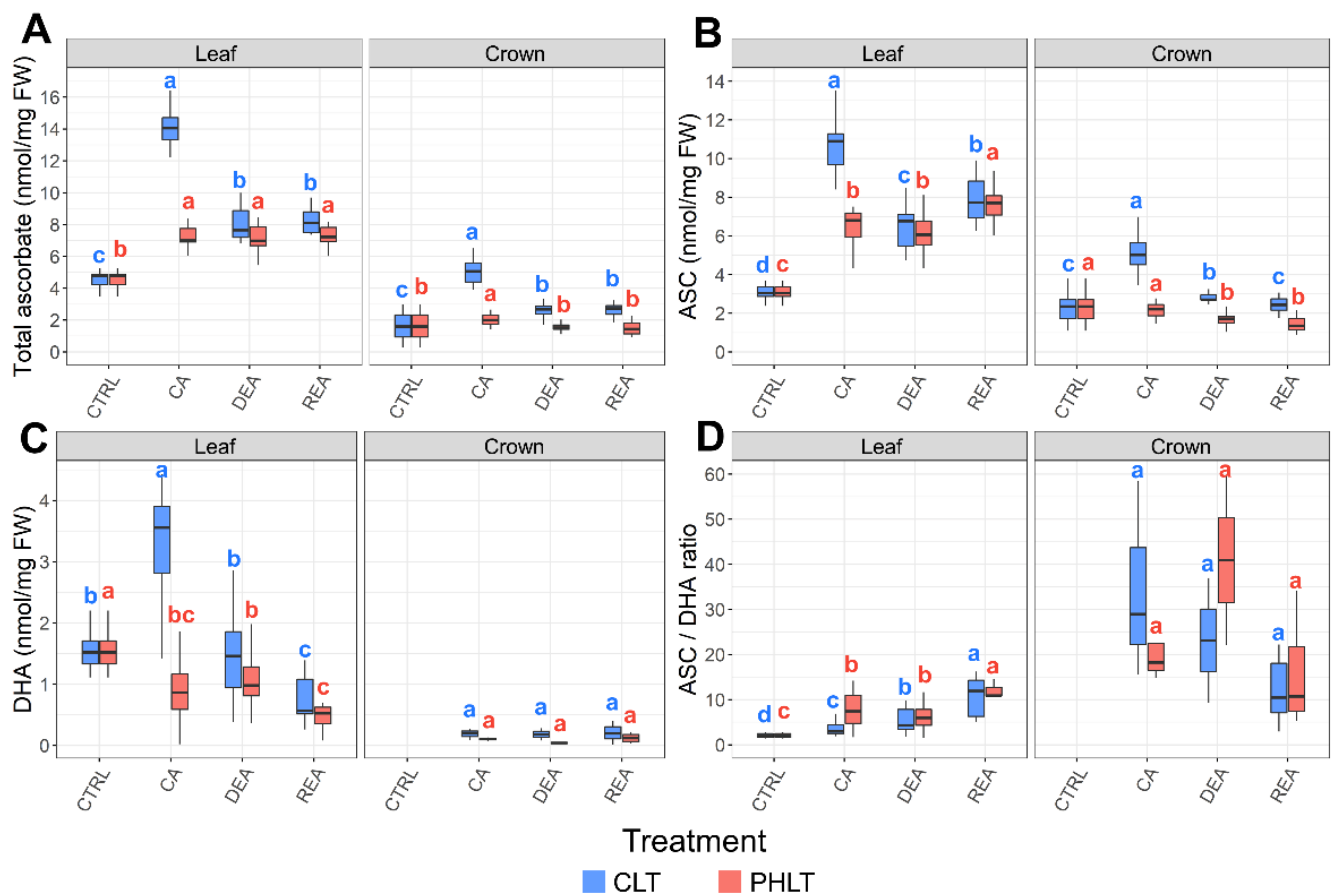 A
B
Leaf
Crown
Leaf
Crown
Total ascorbate (nmol/mg FW)
16
14
12
10
8
6
4
2
0
a
c
b
a
b
a
b
a
c
b
a
a
b
b
b
b
CTRL
CA
DEA
REA
CTRL
CA
DEA
REA
ASC (nmol/mg FW)
14
12
10
8
6
4
2
0
d
c
a
b
c
b
b
a
c
a
a
a
b
b
c
b
CTRL
CA
DEA
REA
CTRL
CA
DEA
REA
C
D
Leaf
Crown
Leaf
Crown
DHA (nmol/mg FW)
4
3
2
1
0
b
a
a
bc
b
b
c
c
a
a
a
a
a
a
CTRL
CA
DEA
REA
CTRL
CA
DEA
REA
ASC / DHA ratio
60
50
40
30
20
10
0
d
c
c
b
b
b
a
a
a
a
a
a
a
a
CTRL
CA
DEA
REA
CTRL
CA
DEA
REA
Treatment
CLT
PHLT